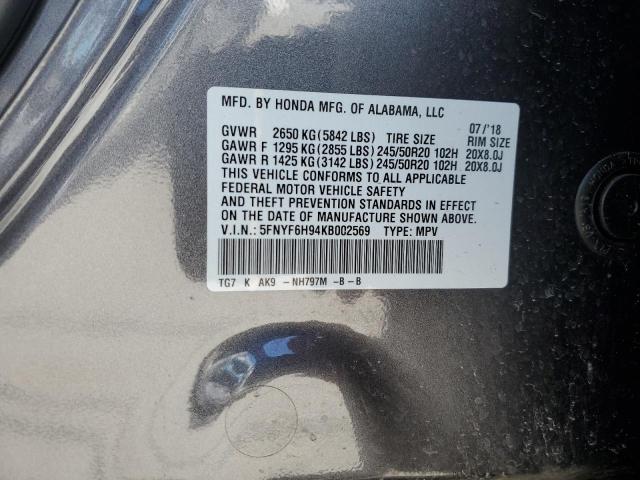 MFD. BY HONDA MFG. OF ALABAMA, LLC
07/'18
GVWR 2650 KG (5842 LBS) TIRE SIZE RIM SIZE
GAWR F 1295 KG (2855 LBS) 245/50R20 102H 20X8.0J
GAWR R 1425 KG (3142 LBS) 245/50R20 102H 20X8.0J
THIS VEHICLE CONFORMS TO ALL APPLICABLE
FEDERAL MOTOR VEHICLE SAFETY
AND THEFT PREVENTION STANDARDS IN EFFECT
ON THE DATE OF MANUFACTURE SHOWN ABOVE.
V.I.N.: 5FNYF6H94KB002569 TYPE: MPV
TG7 K AK9 -NH797M -B-B